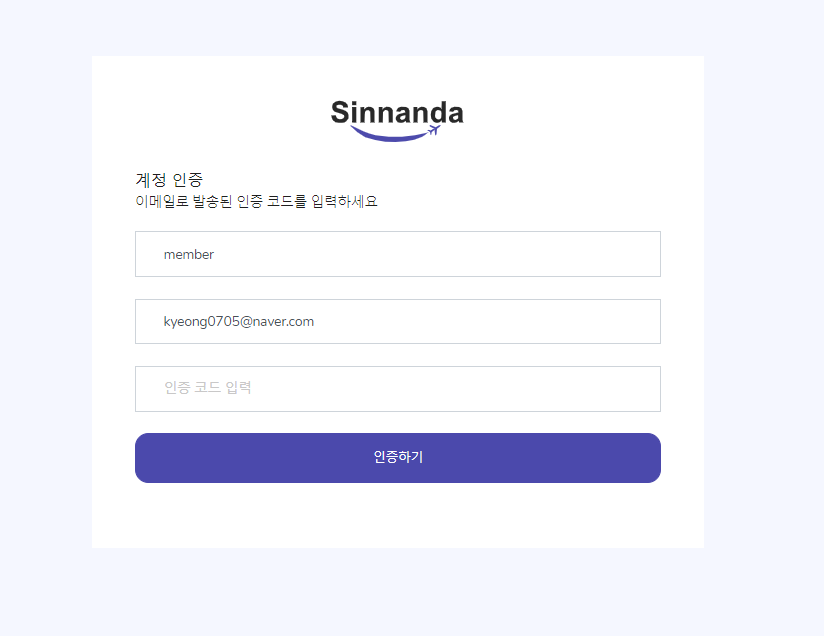 Sinnanda
계정 인증
이메일로 발송된 인증 코드를 입력하세요
member
kyeong0705@naver.com
인증 코드 입력
인증하기